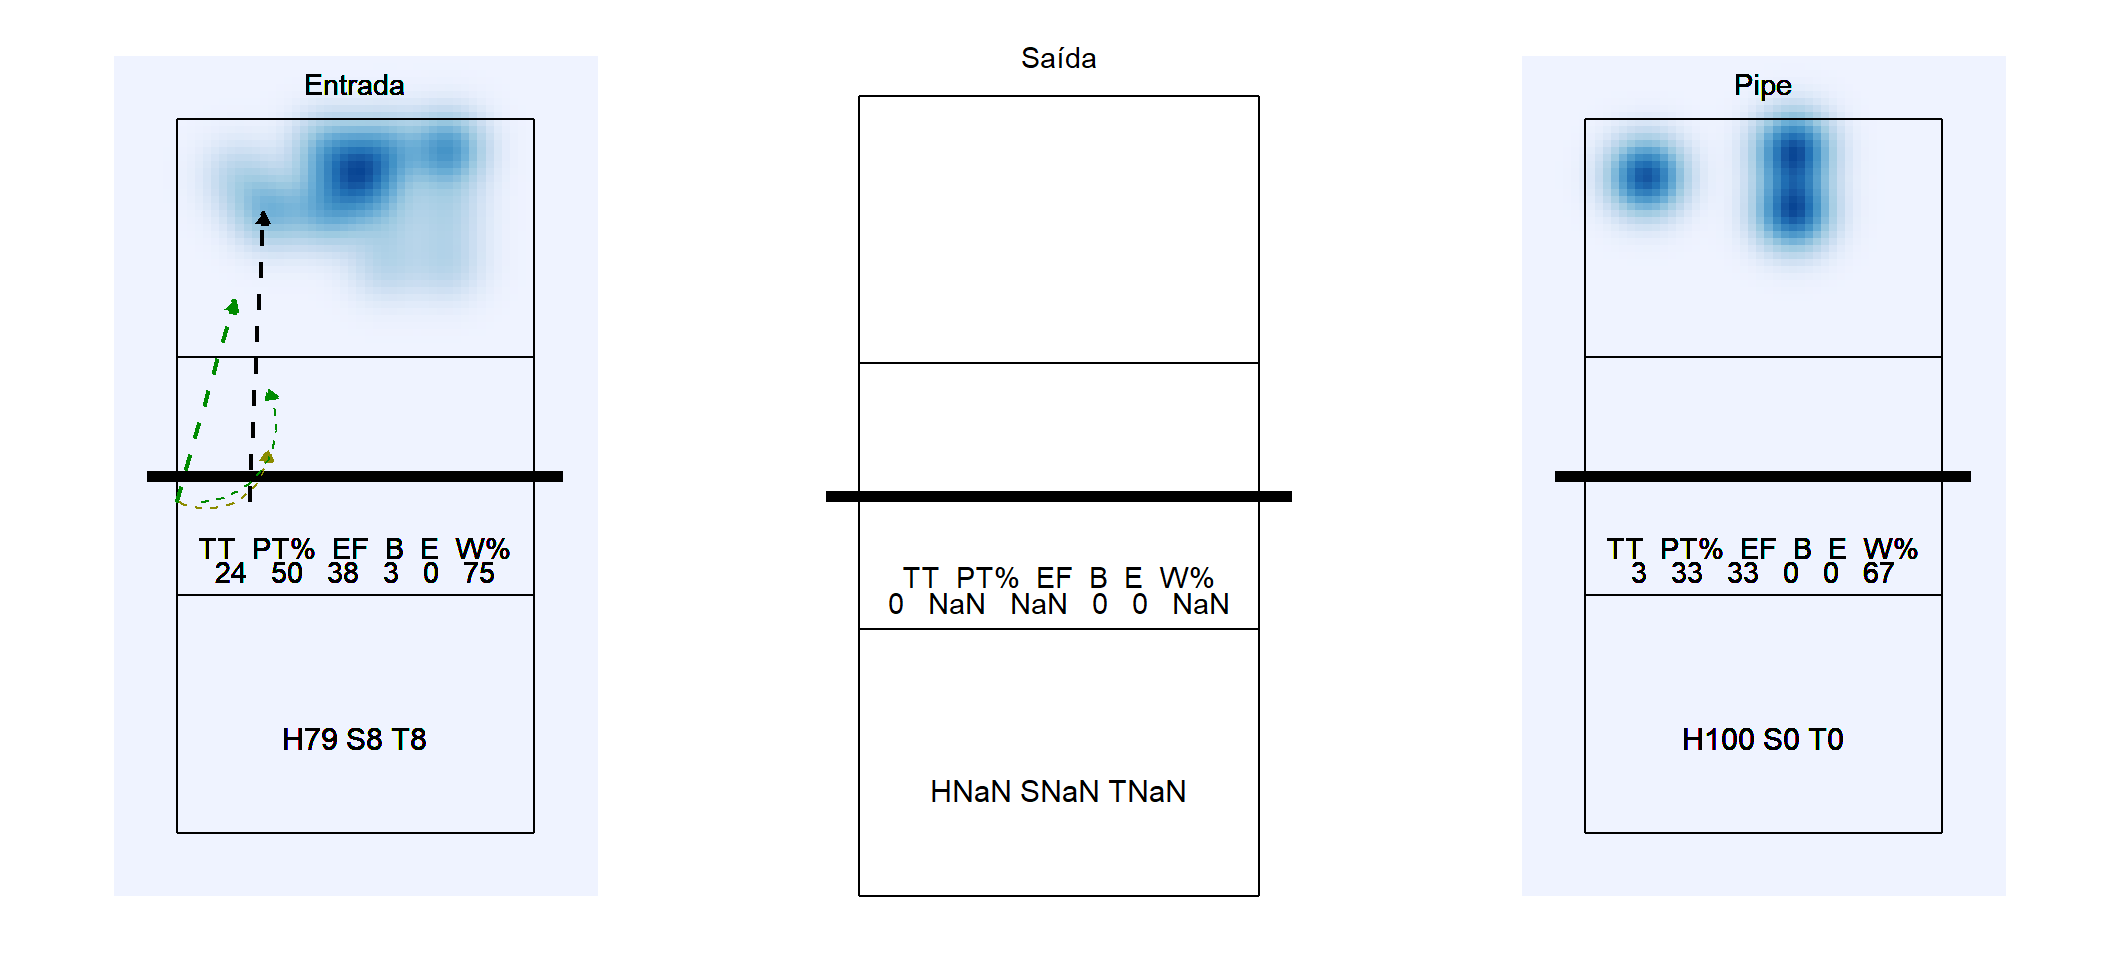 Entrada
TT PT% EF B E W%
24 50 38 3 0 75
H79 S8 T8
Saída
TT PT% EF B E W%
0 NaN NaN 0 0 NaN
HNaN SNaN TNaN
Pipe
TT PT% EF B E W%
3 33 33 0 0 67
H100 S0 T0